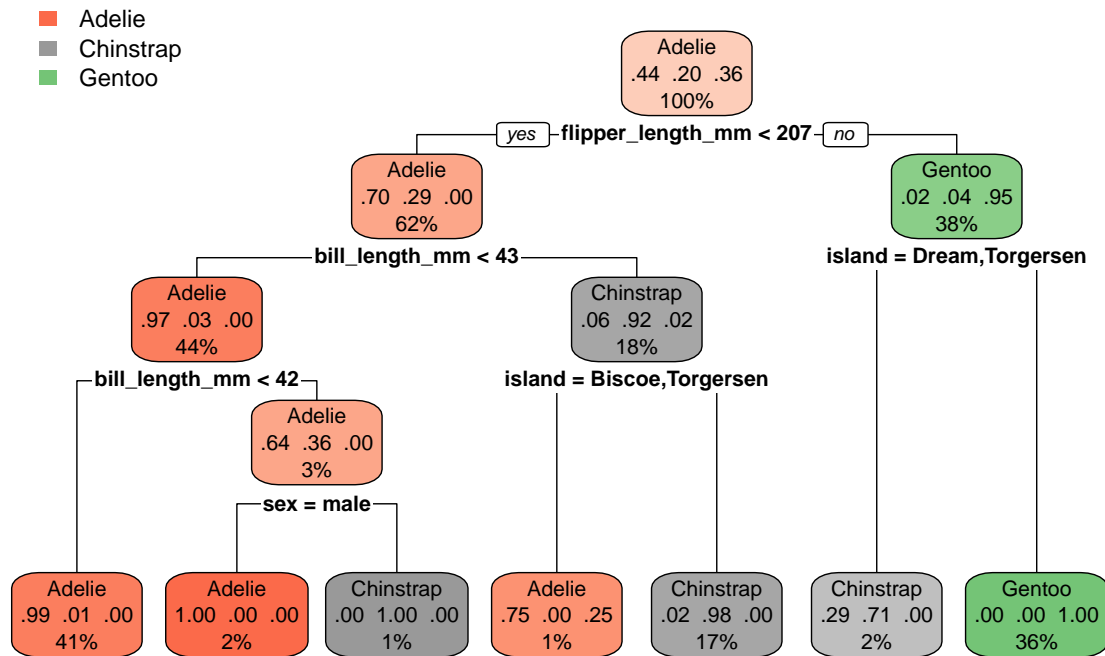 Adelie
Chinstrap
Gentoo
Adelie
.44 .20 .36
100%
yes flipper_length_mm < 207 no
Adelie
.70 .29 .00
62%
Gentoo
.02 .04 .95
38%
bill_length_mm < 43
island = Dream,Torgersen
Adelie
.97 .03 .00
44%
Chinstrap
.06 .92 .02
18%
bill_length_mm < 42
island = Biscoe,Torgersen
Adelie
.64 .36 .00
3%
sex = male
Adelie
.99 .01 .00
41%
Adelie
1.00 .00 .00
2%
Chinstrap
.00 1.00 .00
1%
Adelie
.75 .00 .25
1%
Chinstrap
.02 .98 .00
17%
Chinstrap
.29 .71 .00
2%
Gentoo
.00 .00 1.00
36%